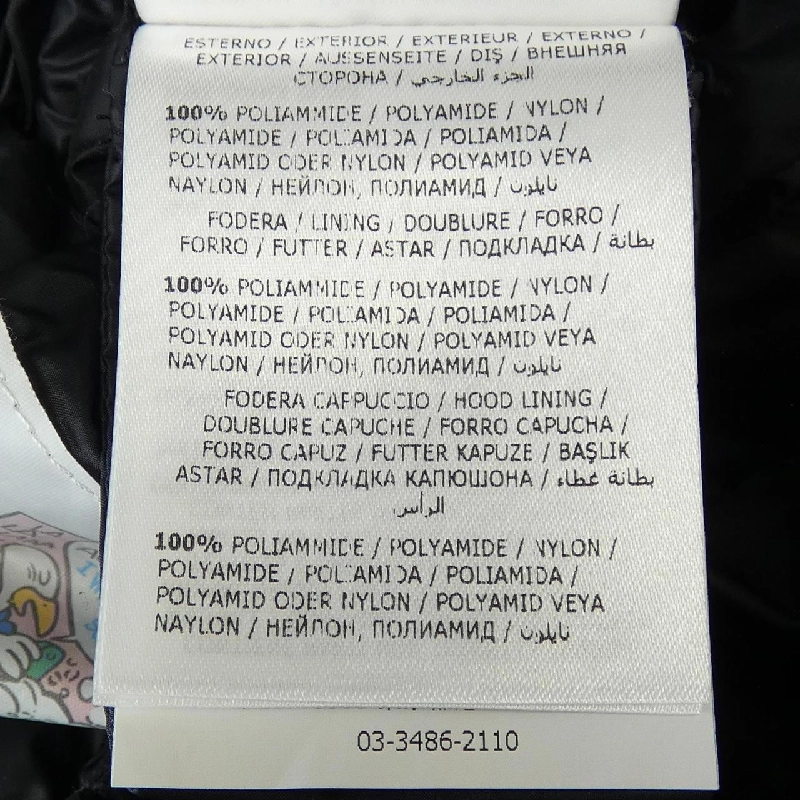 ESTERNO / EXTERIOR / EXTERIEUR / EXTERNO /
EXTERIOR / AUSSENSEITE / DIŞ / ВНЕШНЯЯ
СТОРОНА / الجزء الخارجي
100% POLIAMMIDE / POLYAMIDE / NYLON /
POLYAMIDE / POLIAMIDA / POLIAMIDA /
POLYAMID ODER NYLON / POLYAMID VEYA
NAYLON / НЕЙЛОН, ПОЛИАМИД / نايلون
FODERA / LINING / DOUBLURE / FORRO /
FORRO / FUTTER / ASTAR / ПОДКЛАДКА / بطانة
100% POLIAMMIDE / POLYAMIDE / NYLON /
POLYAMIDE / POLIAMIDA / POLIAMIDA /
POLYAMID ODER NYLON / POLYAMID VEYA
NAYLON / НЕЙЛОН, ПОЛИАМИД / نايلون
FODERA CAPPUCCIO / HOOD LINING /
DOUBLURE CAPUCHE / FORRO CAPUCHA /
FORRO CAPUZ / FUTTER KAPUZE / BAŞLIK
ASTAR / ПОДКЛАДКА КАПЮШОНА / بطانة غطاء
الرأس
100% POLIAMMIDE / POLYAMIDE / NYLON /
POLYAMIDE / POLIAMIDA / POLIAMIDA /
POLYAMID ODER NYLON / POLYAMID VEYA
NAYLON / НЕЙЛОН, ПОЛИАМИД / نايلون
03-3486-2110